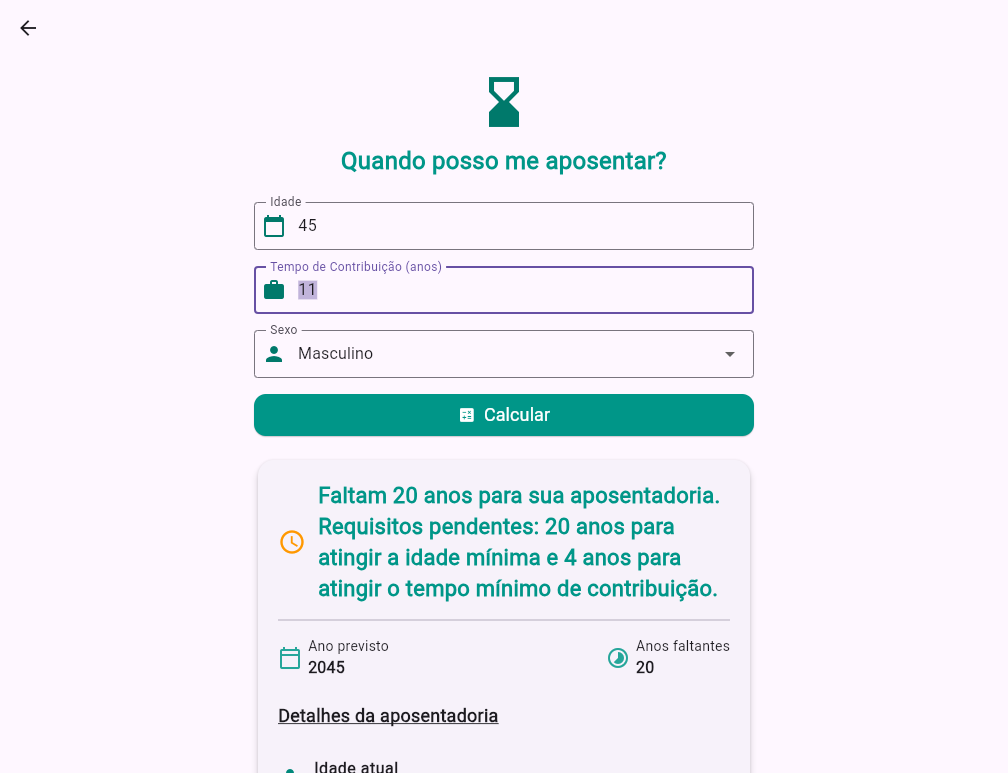 Quando posso me aposentar?
Idade
45
Tempo de Contribuição (anos)
11
Sexo
Masculino
Calcular
Faltam 20 anos para sua aposentadoria.
Requisitos pendentes: 20 anos para
atingir a idade mínima e 4 anos para
atingir o tempo mínimo de contribuição.
Ano previsto
2045
Anos faltantes
20
Detalhes da aposentadoria
Idade atual